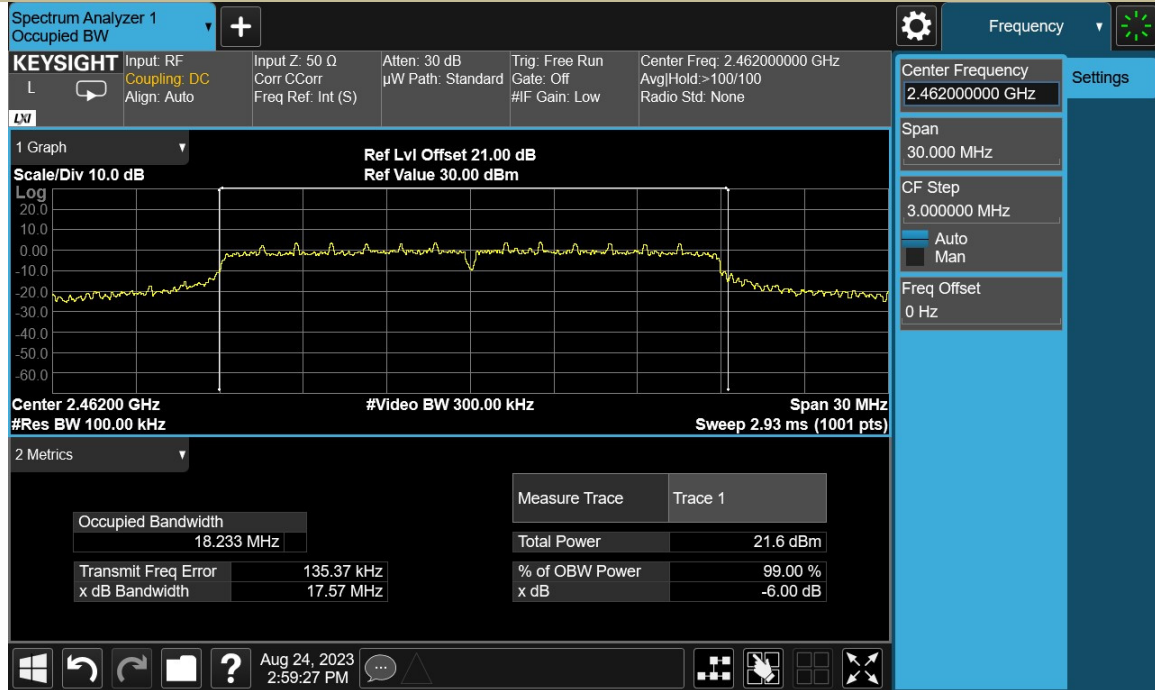 Spectrum Analyzer 1
Occupied BW
+
Frequency
KEYSIGHT
L
LXI
Input: RF
Coupling: DC
Align: Auto
Input Z: 50 Ω
Corr CCorr
Freq Ref: Int (S)
Atten: 30 dB
µW Path: Standard
Trig: Free Run
Gate: Off
#IF Gain: Low
Center Freq: 2.462000000 GHz
Avg|Hold:>100/100
Radio Std: None
Center Frequency
2.462000000 GHz
Settings
Span
30.000 MHz
CF Step
3.000000 MHz
Auto
Man
Freq Offset
0 Hz
1 Graph
Scale/Div 10.0 dB
Ref Lvl Offset 21.00 dB
Ref Value 30.00 dBm
Log
20.0
10.0
0.00
-10.0
-20.0
-30.0
-40.0
-50.0
-60.0
Center 2.46200 GHz
#Video BW 300.00 kHz
Span 30 MHz
#Res BW 100.00 kHz
Sweep 2.93 ms (1001 pts)
2 Metrics
Measure Trace
Trace 1
Occupied Bandwidth
18.233 MHz
Total Power
21.6 dBm
Transmit Freq Error
135.37 kHz
% of OBW Power
99.00 %
x dB Bandwidth
17.57 MHz
x dB
-6.00 dB
?
Aug 24, 2023
2:59:27 PM